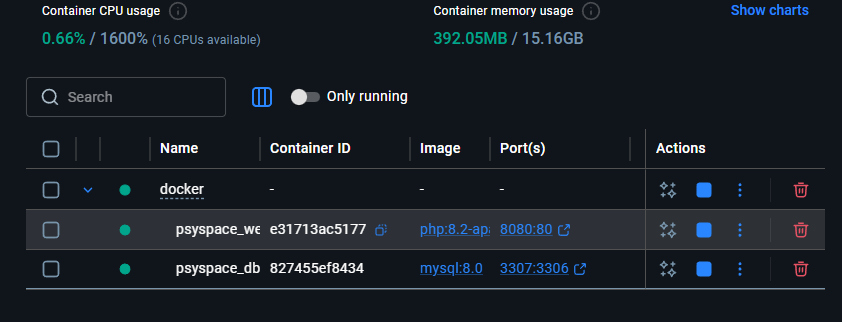 Container CPU usage
0.66% / 1600% (16 CPUs available)
Container memory usage
392.05MB / 15.16GB
Show charts
Search
Only running
Name Container ID Image Port(s) Actions
docker - - -
psyspace_we e31713ac5177 php:8.2-apa 8080:80
psyspace_db 827455ef8434 mysql:8.0 3307:3306